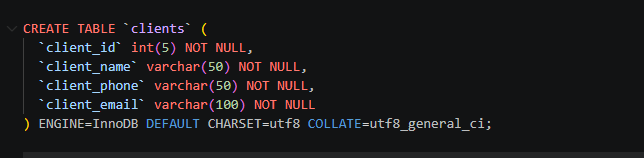 CREATE TABLE `clients` (
`client_id` int(5) NOT NULL,
`client_name` varchar(50) NOT NULL,
`client_phone` varchar(50) NOT NULL,
`client_email` varchar(100) NOT NULL
) ENGINE=InnoDB DEFAULT CHARSET=utf8 COLLATE=utf8_general_ci;